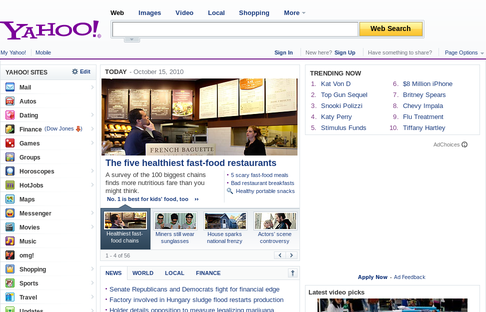 Web Images Video Local Shopping More
YAHOO!®
Web Search
My Yahoo! Mobile
Sign In New here? Sign Up Have something to share? Page Options
YAHOO! SITES Edit
Mail
Autos
Dating
Finance (Dow Jones)
Games
Groups
Horoscopes
HotJobs
Maps
Messenger
Movies
Music
omg!
Shopping
Sports
Travel
Updates
TODAY - October 15, 2010
FRENCH BAGUETTE
The five healthiest fast-food restaurants
A survey of the 100 biggest chains
finds more nutritious fare than you
might think.
No. 1 is best for kids' food, too
5 scary fast-food meals
Bad restaurant breakfasts
Healthy portable snacks
Healthiest fast-
food chains
Miners still wear
sunglasses
House sparks
national frenzy
Actors' scene
controversy
1 - 4 of 56
NEWS WORLD LOCAL FINANCE
Senate Republicans and Democrats fight for financial edge
Factory involved in Hungary sludge flood restarts production
Holder details opposition to measure legalizing marijuana
TRENDING NOW
1. Kat Von D
2. Top Gun Sequel
3. Snooki Polizzi
4. Katy Perry
5. Stimulus Funds
6. $8 Million iPhone
7. Britney Spears
8. Chevy Impala
9. Flu Treatment
10. Tiffany Hartley
AdChoices
Apply Now - Ad Feedback
Latest video picks